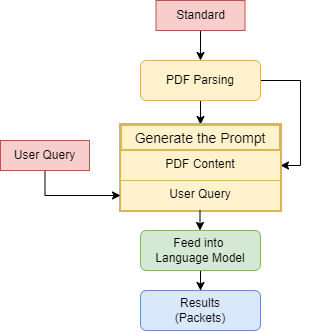 Standard
PDF Parsing
Generate the Prompt
User Query
PDF Content
User Query
Feed into
Language Model
Results
(Packets)